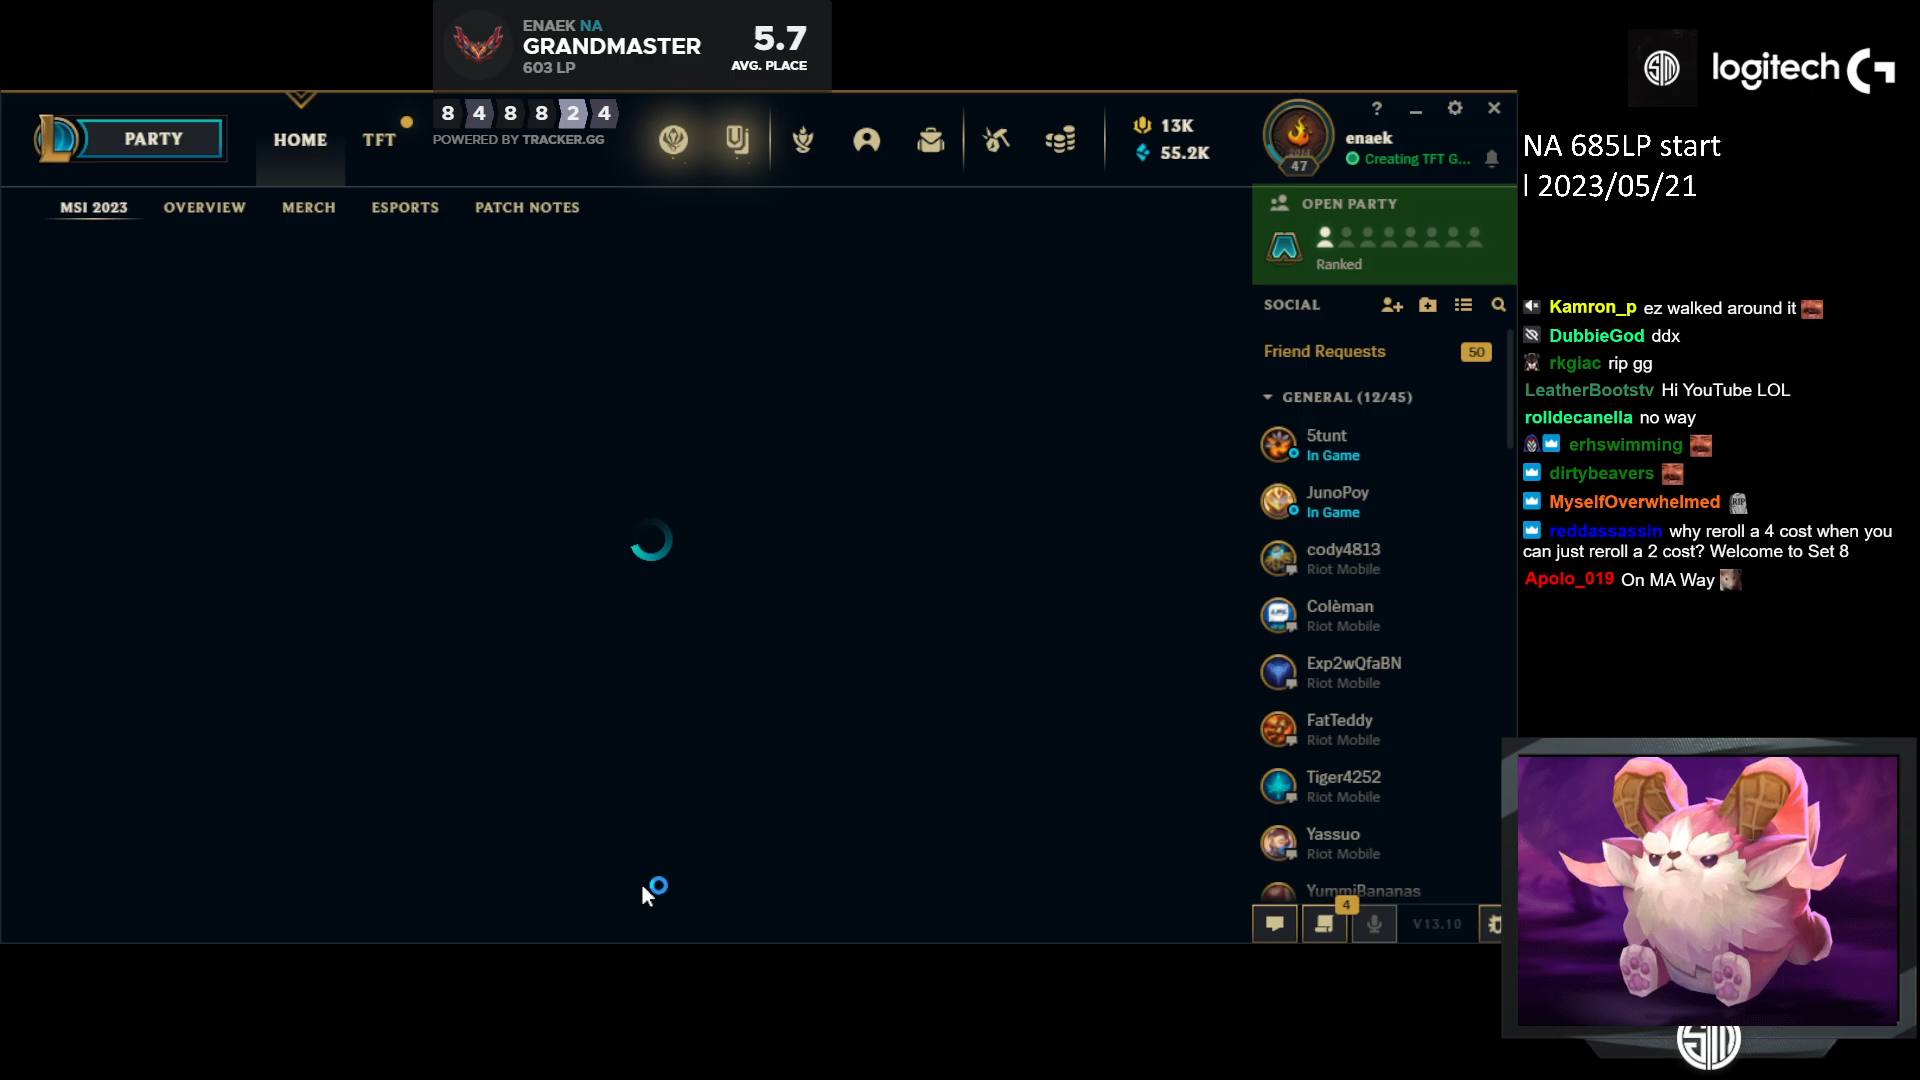 ENAEK NA
GRANDMASTER
603 LP
5.7
AVG. PLACE
8 4 8 8 2 4
POWERED BY TRACKER.GG
logitech G
PARTY
HOME
TFT
13K
55.2K
2014
47
?
enaek
Creating TFT G...
NA 685LP start
l 2023/05/21
MSI 2023
OVERVIEW
MERCH
ESPORTS
PATCH NOTES
OPEN PARTY
Ranked
SOCIAL
Friend Requests
50
GENERAL (12/45)
5tunt
In Game
JunoPoy
In Game
cody4813
Riot Mobile
Colèman
Riot Mobile
Exp2wQfaBN
Riot Mobile
FatTeddy
Riot Mobile
Tiger4252
Riot Mobile
Yassuo
Riot Mobile
YummiBananas
4
V13.10
Kamron_p ez walked around it
DubbieGod ddx
rkgiac rip gg
LeatherBootstv Hi YouTube LOL
rolldecanella no way
erhswimming
dirtybeavers
MyselfOverwhelmed
RIP
reddassassin why reroll a 4 cost when you
can just reroll a 2 cost? Welcome to Set 8
Apolo_019 On MA Way